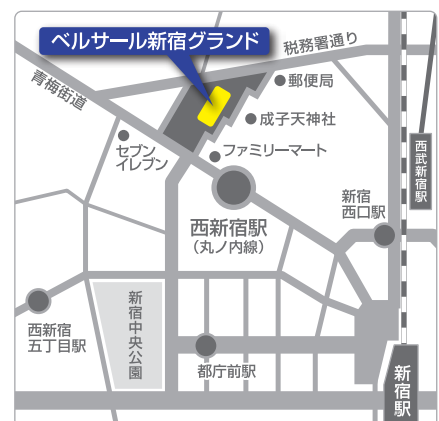 ベルサール新宿グランド
税務署通り
青梅街道
郵便局
成子天神社
セブン
イレブン
ファミリーマート
西武新宿駅
新宿
西口駅
西新宿駅
（丸ノ内線）
新宿中央公園
西新宿
五丁目駅
都庁前駅
新宿駅